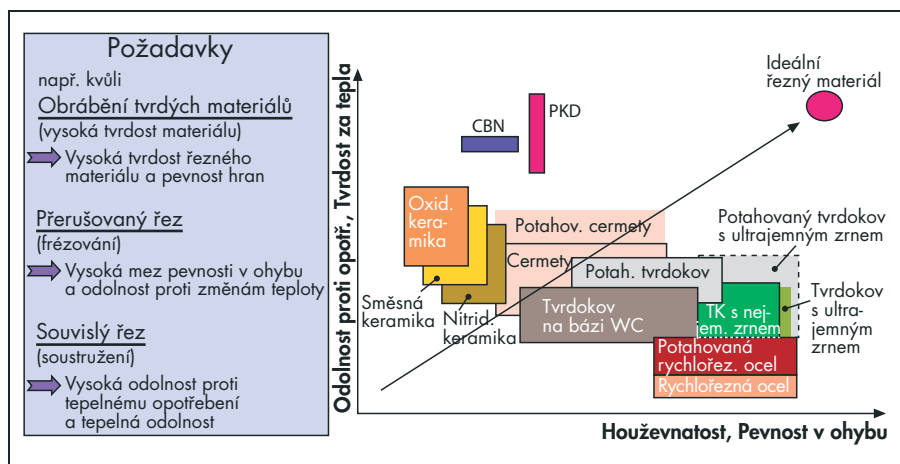 Požadavky
např. kvůli
Obrábění tvrdých materiálů
(vysoká tvrdost materiálu)
Vysoká tvrdost řezného
materiálu a pevnost hran
Přerušovaný řez
(frézování)
Vysoká mez pevnosti v ohybu
a odolnost proti změnám teploty
Souvislý řez
(soustružení)
Vysoká odolnost proti
tepelnému opotřebení
a tepelná odolnost
Odolnost proti opotř., Tvrdost za tepla
CBN
PKD
Ideální
řezný materiál
Oxid.
kera-
mika
Směsná
keramika
Nitrid.
keramika
Potahov. cermety
Cermety
Potah. tvrdokov
Tvrdokov
na bázi WC
Potahovaný tvrdokov
s ultrajemným zrnem
TK s nej-
jem. zrném
Tvrdokov
s ultra-
jemným
zrnem
Potahovaná
rychlořez. ocel
Rychlořezná ocel
Houževnatost, Pevnost v ohybu